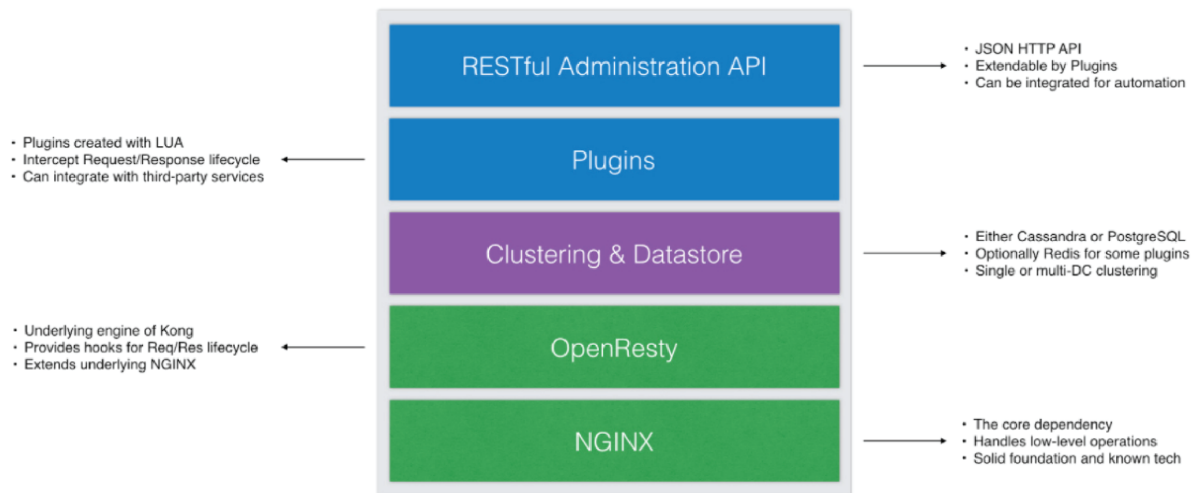 RESTful Administration API
• JSON HTTP API
• Extendable by Plugins
• Can be integrated for automation
• Plugins created with LUA
• Intercept Request/Response lifecycle
• Can integrate with third-party services
Plugins
Clustering & Datastore
• Either Cassandra or PostgreSQL
• Optionally Redis for some plugins
• Single or multi-DC clustering
• Underlying engine of Kong
• Provides hooks for Req/Res lifecycle
• Extends underlying NGINX
OpenResty
NGINX
• The core dependency
• Handles low-level operations
• Solid foundation and known tech